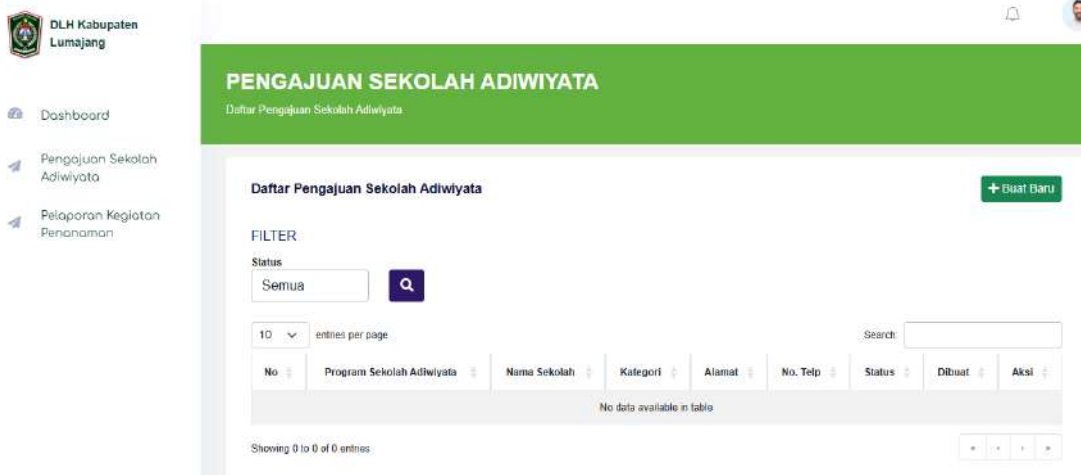 DLH Kabupaten
Lumajang
Dashboard
Pengajuan Sekolah
Adiwiyata
Pelaporan Kegiatan
Penanaman
PENGAJUAN SEKOLAH ADIWIYATA
Daftar Pengajuan Sekolah Adiwiyata
Daftar Pengajuan Sekolah Adiwiyata
+ Buat Baru
FILTER
Status
Semua
10 entries per page
Search:
No Program Sekolah Adiwiyata Nama Sekolah Kategori Alamat No. Telp Status Dibuat Aksi
No data available in table
Showing 0 to 0 of 0 entries
« ‹ › »